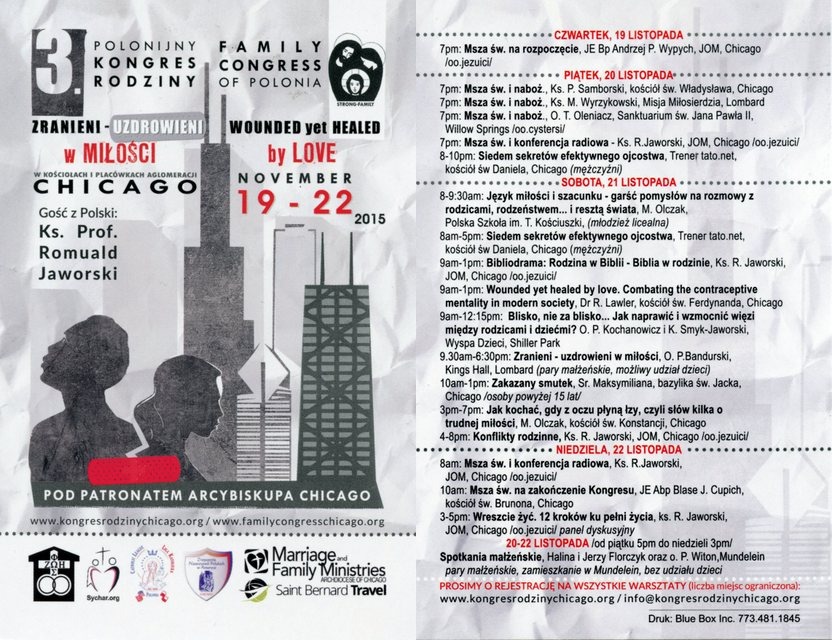 3.
POLONIJNY
KONGRES
RODZINY
FAMILY
CONGRESS
OF POLONIA
STRONG-FAMILY
ZRANIENI - UZDROWIENI
w MIŁOŚCI
WOUNDED yet HEALED
by LOVE
W KOŚCIOŁACH I PLACÓWKACH AGLOMERACJI
CHICAGO
NOVEMBER
19 - 22
2015
Gość z Polski:
Ks. Prof.
Romuald
Jaworski
POD PATRONATEM ARCYBISKUPA CHICAGO
www.kongresrodzinychicago.org / www.familycongresschicago.org
Sychar.org
Marriage and
Family Ministries
ARCHDIOCESE OF CHICAGO
Saint Bernard Travel
CZWARTEK, 19 LISTOPADA
7pm: Msza św. na rozpoczęcie, JE Bp Andrzej P. Wypych, JOM, Chicago
/oo.jezuici/
PIĄTEK, 20 LISTOPADA
7pm: Msza św. i naboż., Ks. P. Samborski, kościół św. Władysława, Chicago
7pm: Msza św. i naboż., Ks. M. Wyrzykowski, Misja Miłosierdzia, Lombard
7pm: Msza św. i naboż., O. T. Oleniacz, Sanktuarium św. Jana Pawła II,
Willow Springs /oo.cystersi/
7pm: Msza św. i konferencja radiowa - Ks. R.Jaworski, JOM, Chicago /oo.jezuici/
8-10pm: Siedem sekretów efektywnego ojcostwa, Trener tato.net,
kościół św Daniela, Chicago (mężczyźni)
SOBOTA, 21 LISTOPADA
8-9:30am: Język miłości i szacunku - garść pomysłów na rozmowy z
rodzicami, rodzeństwem... i resztą świata, M. Olczak,
Polska Szkoła im. T. Kościuszki, (młodzież licealna)
8am-5pm: Siedem sekretów efektywnego ojcostwa, Trener tato.net,
kościół św Daniela, Chicago (mężczyźni)
9am-1pm: Bibliodrama: Rodzina w Biblii - Biblia w rodzinie, Ks. R. Jaworski,
JOM, Chicago /oo.jezuici/
9am-1pm: Wounded yet healed by love. Combating the contraceptive
mentality in modern society, Dr R. Lawler, kościół św. Ferdynanda, Chicago
9am-12:15pm: Blisko, nie za blisko... Jak naprawić i wzmocnić więzi
między rodzicami i dziećmi? O. P. Kochanowicz i K. Smyk-Jaworski,
Wyspa Dzieci, Shiller Park
9.30am-6:30pm: Zranieni - uzdrowieni w miłości, O. P.Bandurski,
Kings Hall, Lombard (pary małżeńskie, możliwy udział dzieci)
10am-1pm: Zakazany smutek, Sr. Maksymiliana, bazylika św. Jacka,
Chicago /osoby powyżej 15 lat/
3pm-7pm: Jak kochać, gdy z oczu płyną łzy, czyli słów kilka o
trudnej miłości, M. Olczak, kościół św. Konstancji, Chicago
4-8pm: Konflikty rodzinne, Ks. R. Jaworski, JOM, Chicago /oo.jezuici/
NIEDZIELA, 22 LISTOPADA
8am: Msza św. i konferencja radiowa, Ks. R.Jaworski,
JOM, Chicago /oo.jezuici/
10am: Msza św. na zakończenie Kongresu, JE Abp Blase J. Cupich,
kościół św. Brunona, Chicago
3-5pm: Wreszcie żyć. 12 kroków ku pełni życia, ks. R. Jaworski,
JOM, Chicago /oo.jezuici/ panel dyskusyjny
20-22 LISTOPADA /od piątku 5pm do niedzieli 3pm/
Spotkania małżeńskie, Halina i Jerzy Florczyk oraz o. P. Witon,Mundelein
pary małżeńskie, zamieszkanie w Mundelein, bez udziału dzieci
PROSIMY O REJESTRACJĘ NA WSZYSTKIE WARSZTATY (liczba miejsc ograniczona):
www.kongresrodzinychicago.org / info@kongresrodzinychicago.org
Druk: Blue Box Inc. 773.481.1845